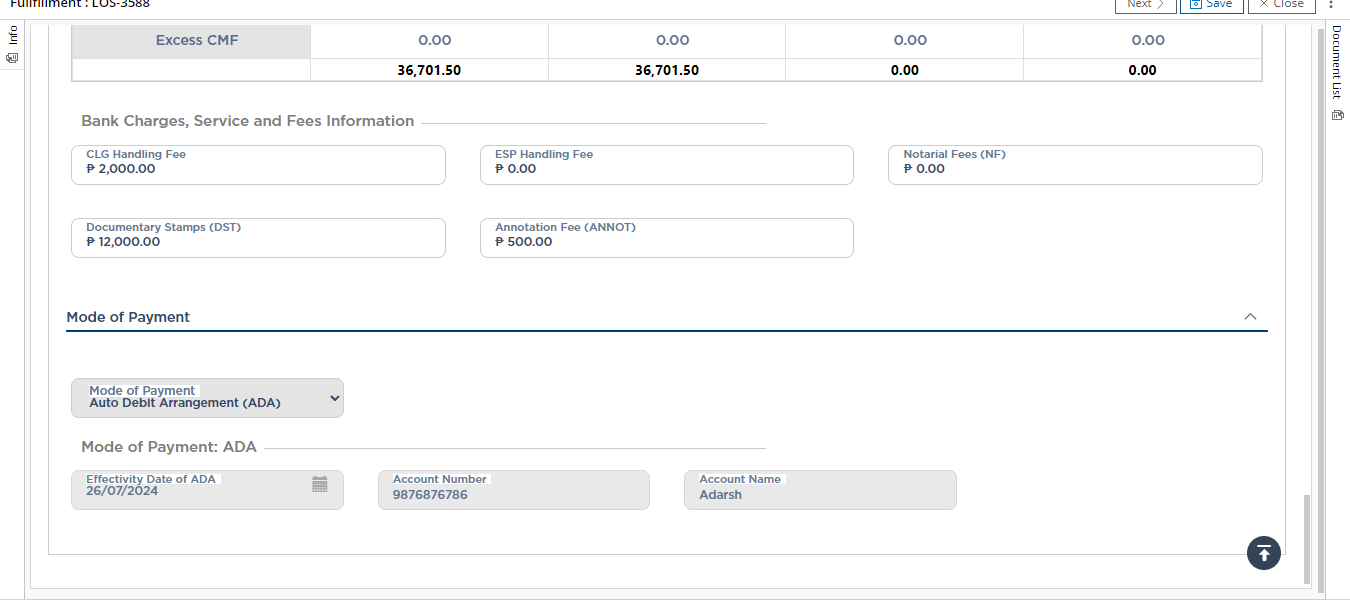 Fullfillment : LOS-3588
Next Save Close
Info
Document List
Excess CMF 0.00 0.00 0.00 0.00
36,701.50 36,701.50 0.00 0.00
Bank Charges, Service and Fees Information
CLG Handling Fee ESP Handling Fee Notarial Fees (NF)
₱ 2,000.00 ₱ 0.00 ₱ 0.00
Documentary Stamps (DST) Annotation Fee (ANNOT)
₱ 12,000.00 ₱ 500.00
Mode of Payment
Mode of Payment
Auto Debit Arrangement (ADA)
Mode of Payment: ADA
Effectivity Date of ADA Account Number Account Name
26/07/2024 9876876786 Adarsh